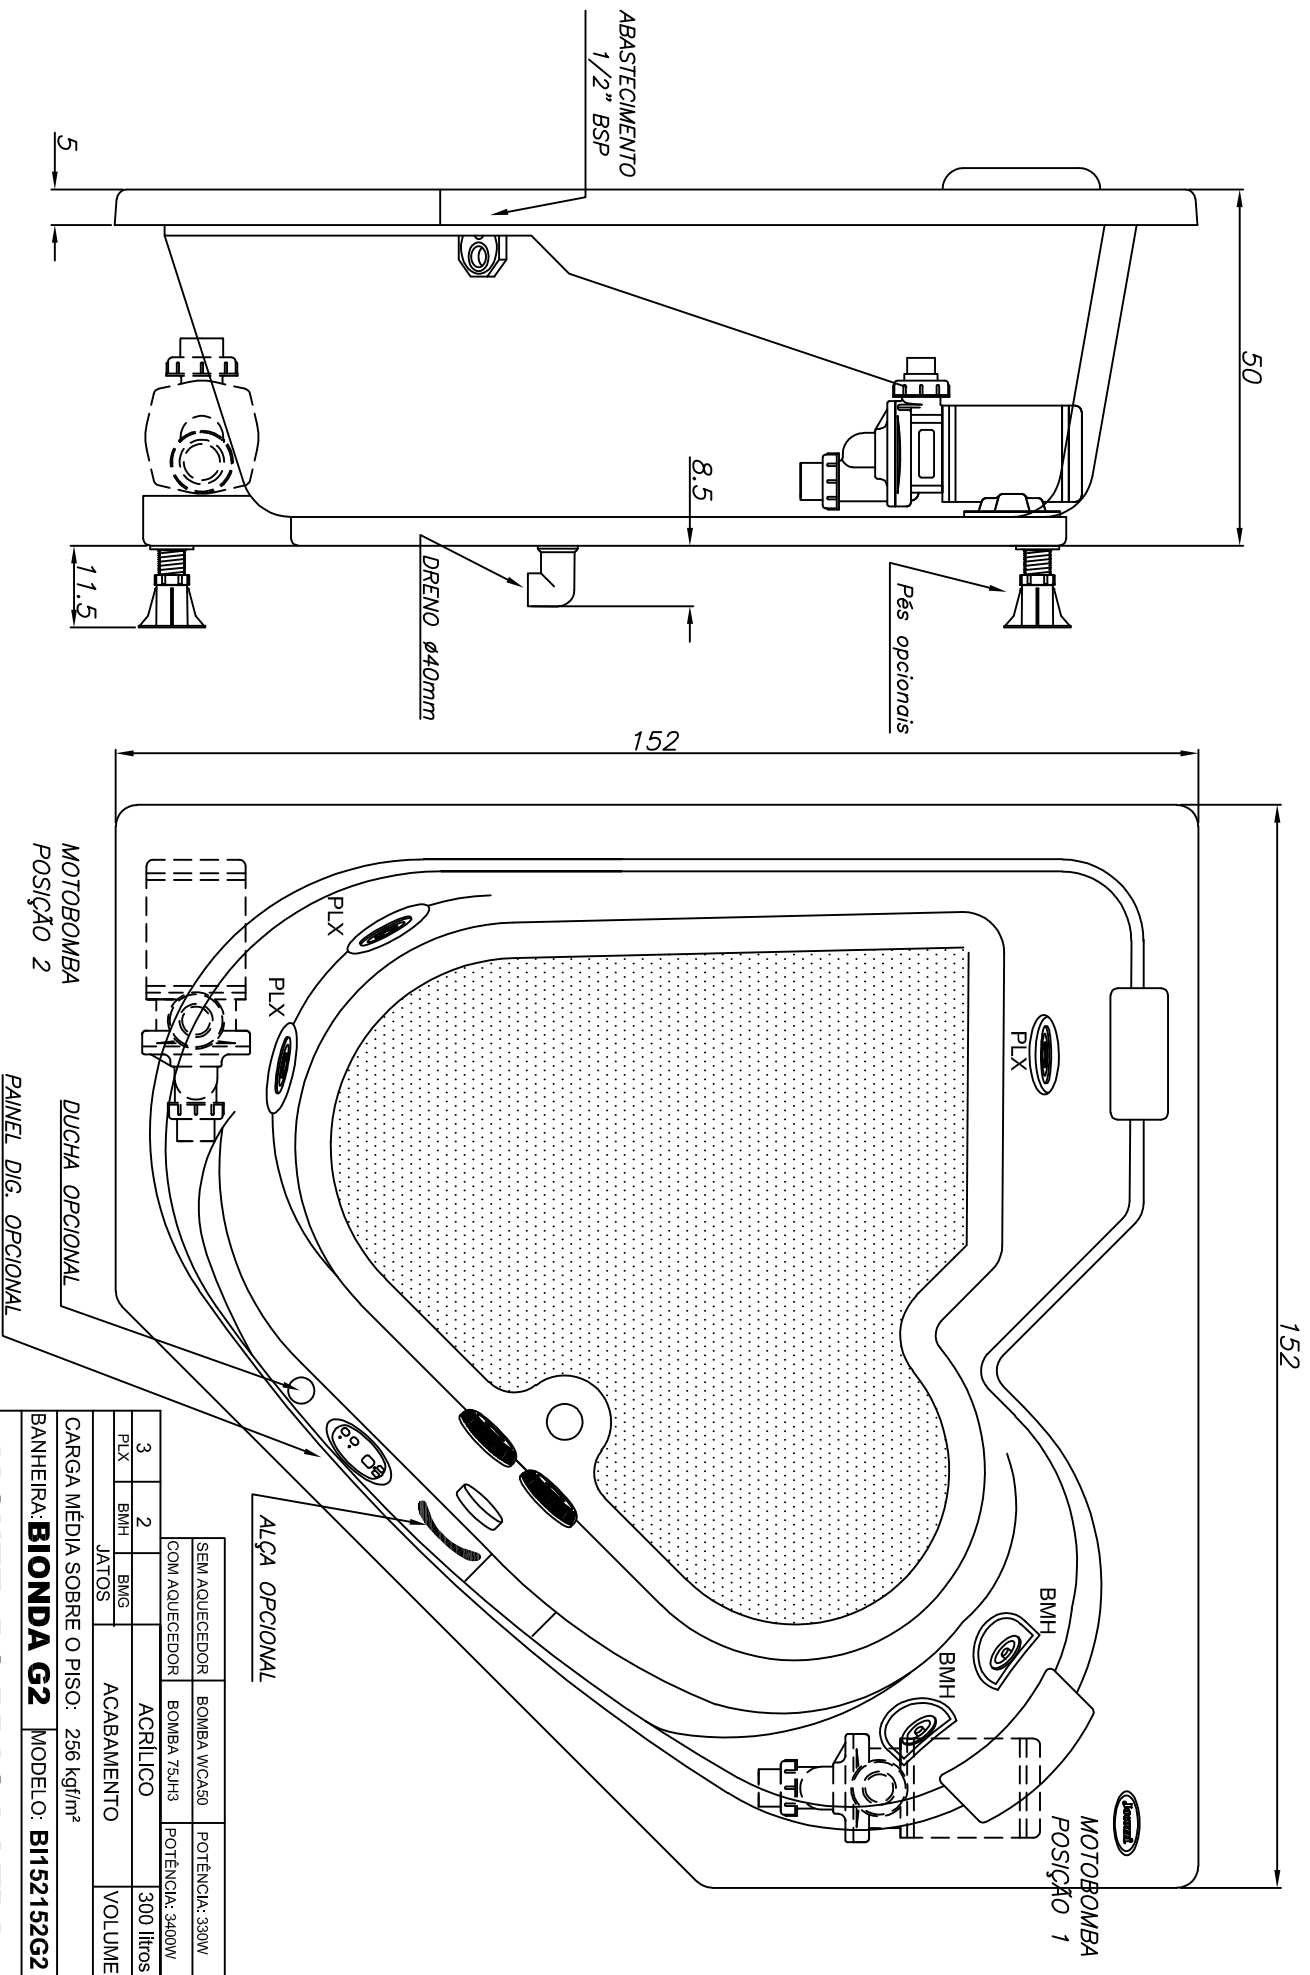 ABASTECIMENTO
1/2" BSP
5
50
8.5
11.5
DRENO ø40mm
Pés opcionais
152
152
MOTOBOMBA
POSIÇÃO 2
PLX
PLX
PLX
BMH
BMH
Jacuzzi
MOTOBOMBA
POSIÇÃO 1
DUCHA OPCIONAL
PAINEL DIG. OPCIONAL
ALÇA OPCIONAL
SEM AQUECEDOR BOMBA WCA50 POTÊNCIA: 330W
COM AQUECEDOR BOMBA 75JH3 POTÊNCIA: 3400W
3 2 ACRÍLICO 300 litros
PLX BMH BMG ACABAMENTO VOLUME
JATOS
CARGA MÉDIA SOBRE O PISO: 256 kgf/m²
BANHEIRA: BIONDA G2 MODELO: BI152152G2